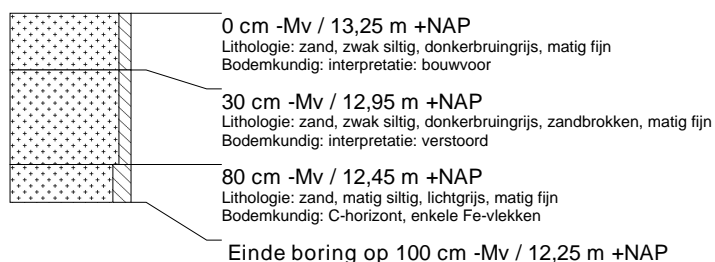 0 cm -Mv / 13,25 m +NAP
Lithologie: zand, zwak siltig, donkerbruingrijs, matig fijn
Bodemkundig: interpretatie: bouwvoor
30 cm -Mv / 12,95 m +NAP
Lithologie: zand, zwak siltig, donkerbruingrijs, zandbrokken, matig fijn
Bodemkundig: interpretatie: verstoord
80 cm -Mv / 12,45 m +NAP
Lithologie: zand, matig siltig, lichtgrijs, matig fijn
Bodemkundig: C-horizont, enkele Fe-vlekken
Einde boring op 100 cm -Mv / 12,25 m +NAP